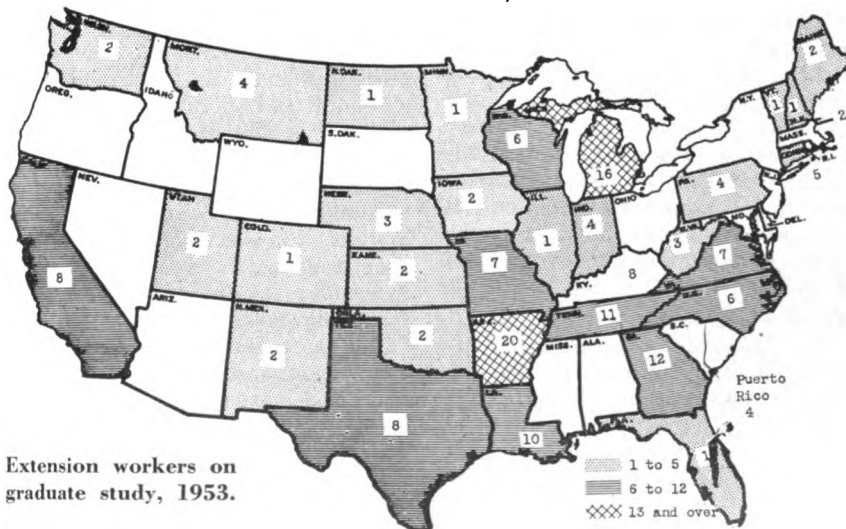 WASH.
2
MONT.
4
N.DAK.
1
MINN.
1
MAINE
2
OREG.
IDAHO
WYO.
S.DAK.
WIS.
6
16
N.Y.
VT.
1
1
N.H.
MASS.
2
CONN.
R.I.
5
NEV.
UTAH
2
COLO.
1
NEBR.
3
IOWA
2
ILL.
1
IND.
4
OHIO
PA.
4
N.J.
MD.
DEL.
W.VA.
3
7
VA.
8
KANS.
2
7
KY.
8
ARIZ.
N.MEX.
2
OKLA.
2
TEX.
8
ARK.
20
TENN.
11
N.C.
6
S.C.
MISS.
ALA.
GA.
12
LA.
10
FLA.
1
Puerto
Rico
4
Extension workers on
graduate study, 1953.
1 to 5
6 to 12
13 and over